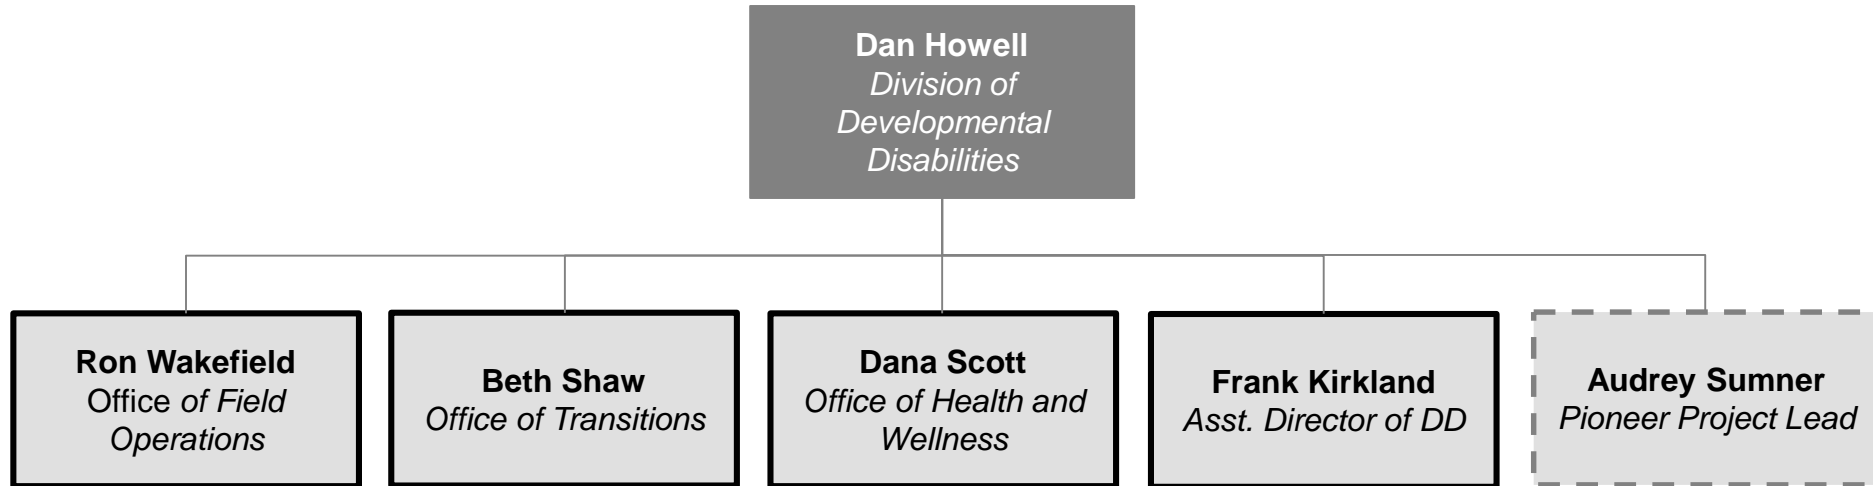 Dan Howell
Division of
Developmental
Disabilities
Ron Wakefield
Office of Field
Operations
Beth Shaw
Office of Transitions
Dana Scott
Office of Health and
Wellness
Frank Kirkland
Asst. Director of DD
Audrey Sumner
Pioneer Project Lead